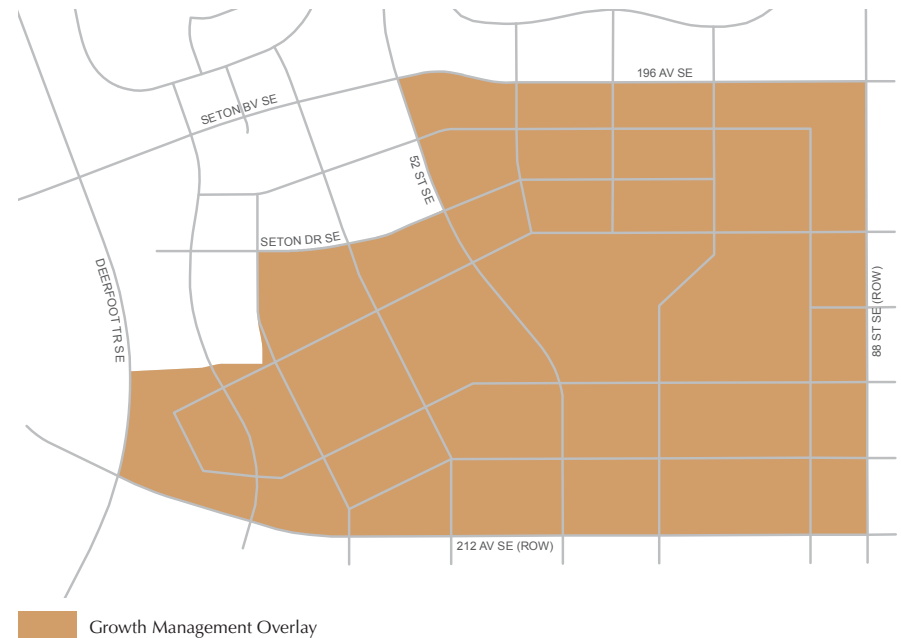 196 AV SE
SETON BV SE
52 ST SE
SETON DR SE
DEERFOOT TR SE
88 ST SE (ROW)
212 AV SE (ROW)
Growth Management Overlay